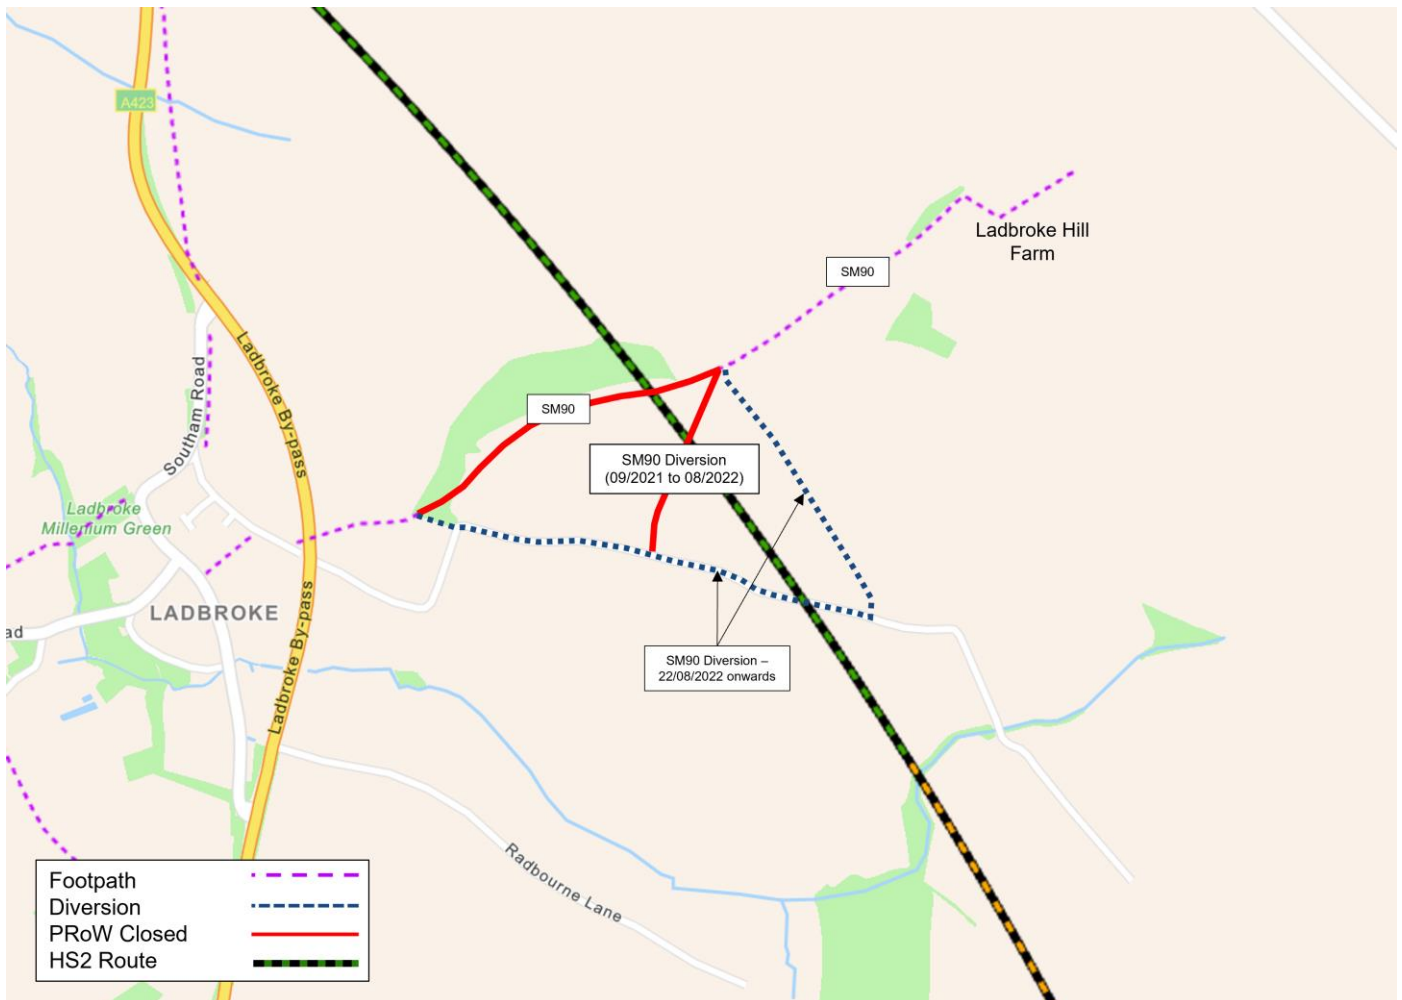 A423
Ladbroke Hill
Farm
SM90
Ladbroke By-pass
Southam Road
SM90
SM90 Diversion
(09/2021 to 08/2022)
Ladbroke
Millenium Green
LADBROKE
ad
Ladbroke By-pass
SM90 Diversion –
22/08/2022 onwards
Radbourne Lane
Footpath
Diversion
PRoW Closed
HS2 Route